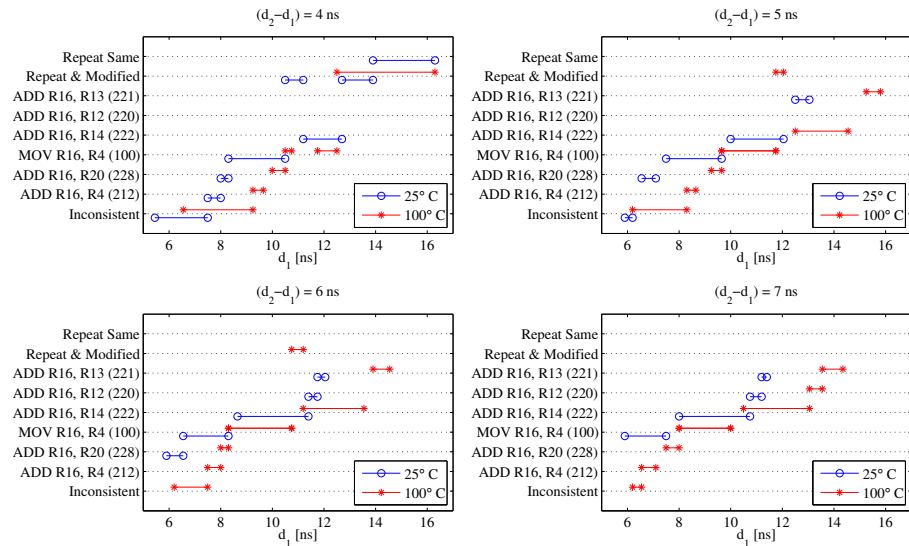 (d2−d1) = 4 ns
Repeat Same
Repeat & Modified
ADD R16, R13 (221)
ADD R16, R12 (220)
ADD R16, R14 (222)
MOV R16, R4 (100)
ADD R16, R20 (228)
ADD R16, R4 (212)
Inconsistent
25° C
100° C
6 8 10 12 14 16
d1 [ns]
(d2−d1) = 5 ns
Repeat Same
Repeat & Modified
ADD R16, R13 (221)
ADD R16, R12 (220)
ADD R16, R14 (222)
MOV R16, R4 (100)
ADD R16, R20 (228)
ADD R16, R4 (212)
Inconsistent
25° C
100° C
6 8 10 12 14 16
d1 [ns]
(d2−d1) = 6 ns
Repeat Same
Repeat & Modified
ADD R16, R13 (221)
ADD R16, R12 (220)
ADD R16, R14 (222)
MOV R16, R4 (100)
ADD R16, R20 (228)
ADD R16, R4 (212)
Inconsistent
25° C
100° C
6 8 10 12 14 16
d1 [ns]
(d2−d1) = 7 ns
Repeat Same
Repeat & Modified
ADD R16, R13 (221)
ADD R16, R12 (220)
ADD R16, R14 (222)
MOV R16, R4 (100)
ADD R16, R20 (228)
ADD R16, R4 (212)
Inconsistent
25° C
100° C
6 8 10 12 14 16
d1 [ns]